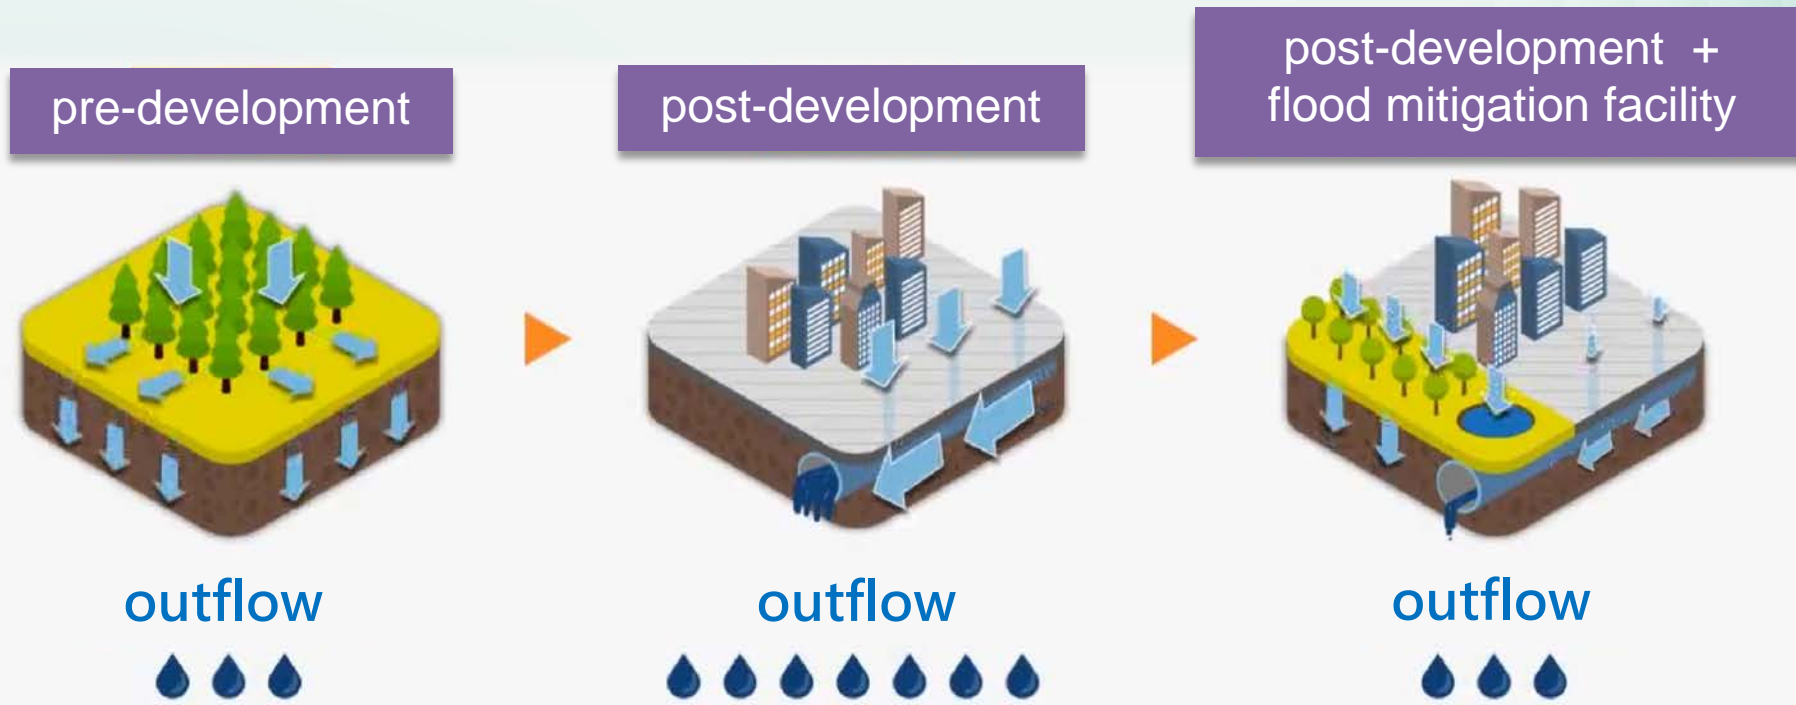 pre-development
post-development
post-development +
flood mitigation facility
outflow
outflow
outflow